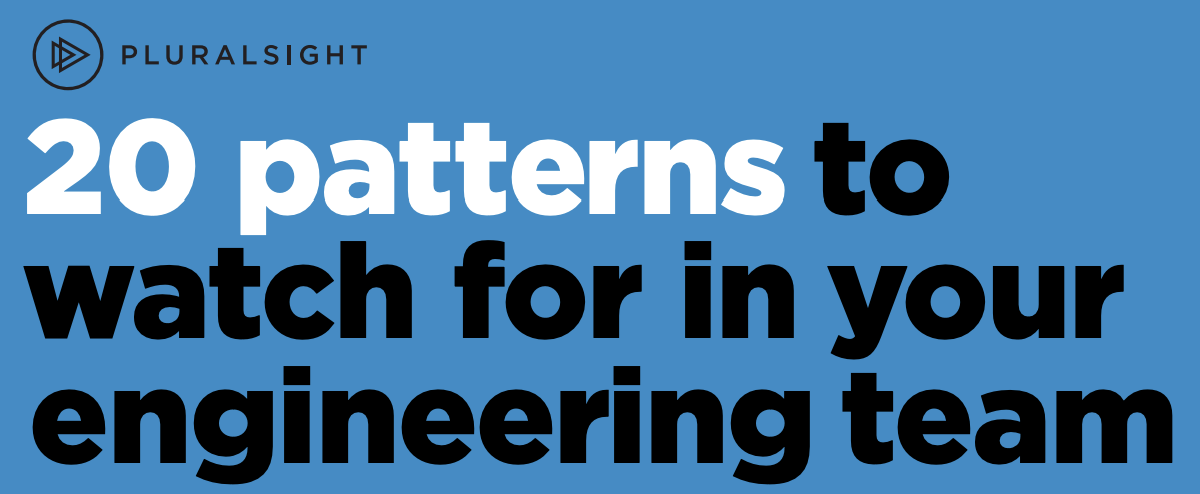 PLURALSIGHT
20 patterns to
watch for in your
engineering team